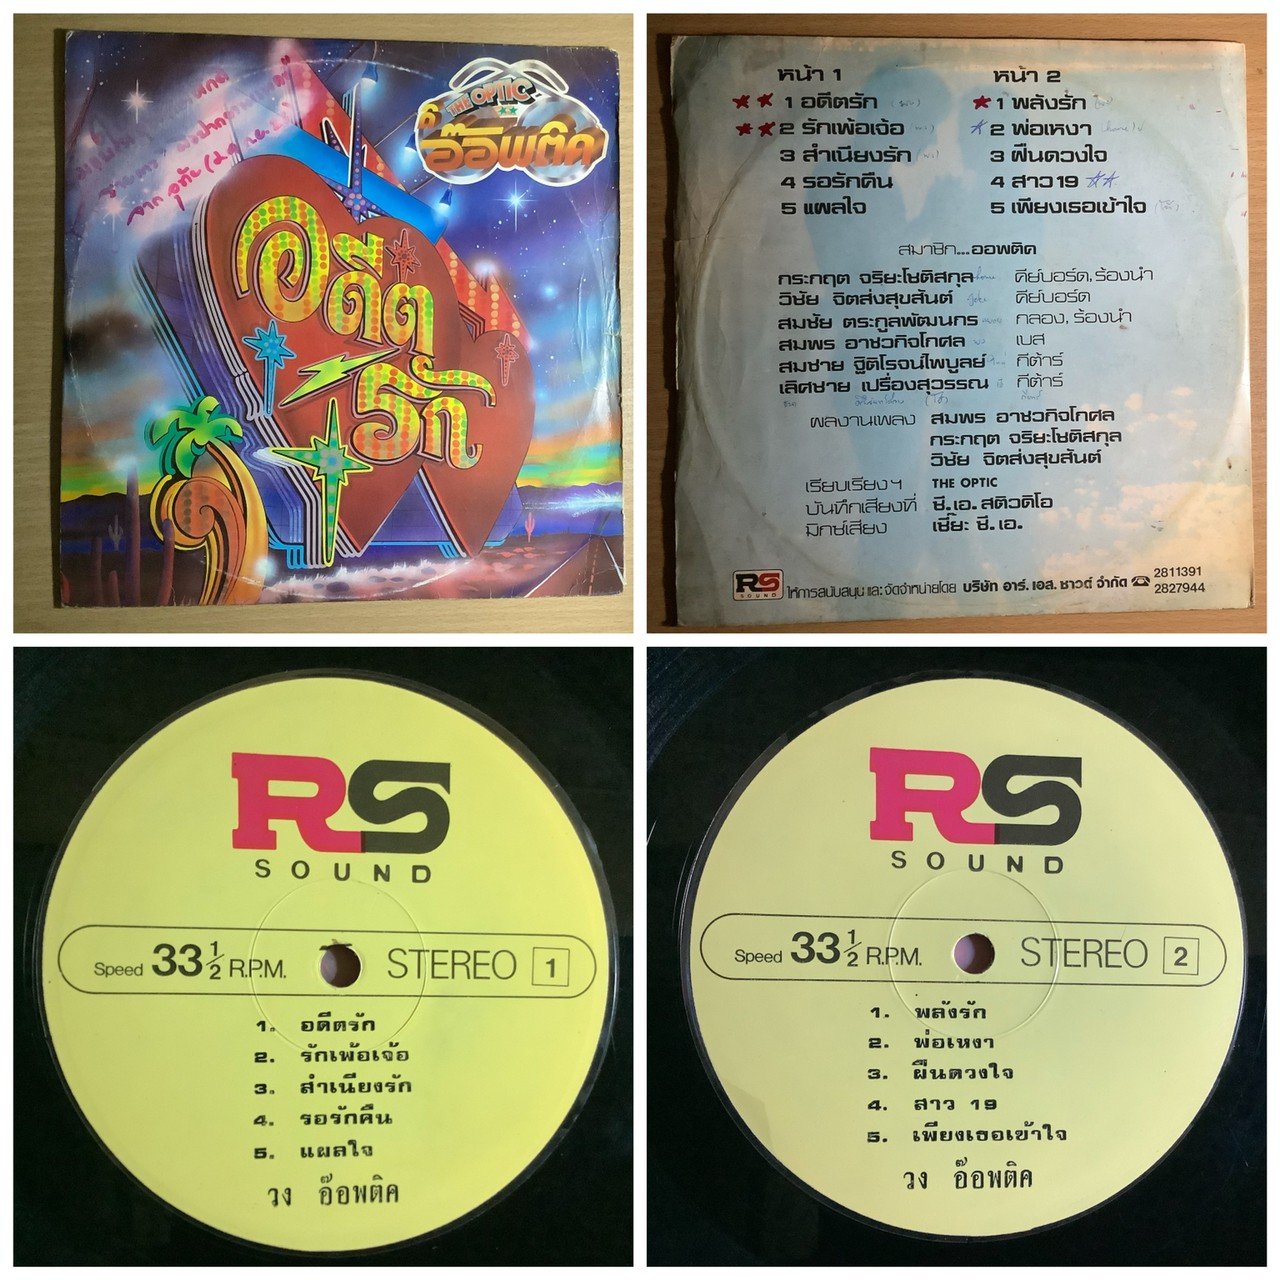 THE OPTIC
อ๊อพติค
อดีต
รัก
หน้า 1
1 อดีตรัก
2 รักเพ้อเจ้อ
3 สำเนียงรัก
4 รอรักคืน
5 แผลใจ
หน้า 2
1 พลังรัก
2 พ่อเหงา
3 ฝืนดวงใจ
4 สาว 19
5 เพียงเธอเข้าใจ
สมาชิก...ออพติค
กระกฤต จริยะโชติสกุล คีย์บอร์ด, ร้องนำ
วิชัย จิตส่งสุขสันต์ คีย์บอร์ด
สมชัย ตระกูลพัฒนกร กลอง, ร้องนำ
สมพร อาชวกิจโกศล เบส
สมชาย ฐิติโรจน์ไพบูลย์ กีต้าร์
เลิศชาย เปรื่องสุวรรณ กีต้าร์
ผลงานเพลง สมพร อาชวกิจโกศล
กระกฤต จริยะโชติสกุล
วิชัย จิตส่งสุขสันต์
เรียบเรียงฯ THE OPTIC
บันทึกเสียงที่ ซี.เอ.สตูดิโอ
มิกซ์เสียง เชี๊ยะ ซี.เอ.
RS
SOUND
ให้การสนับสนุน และจัดจำหน่ายโดย บริษัท อาร์.เอส.ซาวด์ จำกัด ☎ 2811391
2827944
RS
SOUND
Speed 33 1/2 R.P.M. STEREO 1
1. อดีตรัก
2. รักเพ้อเจ้อ
3. สำเนียงรัก
4. รอรักคืน
5. แผลใจ
วง อ๊อพติค
RS
SOUND
Speed 33 1/2 R.P.M. STEREO 2
1. พลังรัก
2. พ่อเหงา
3. ฝืนดวงใจ
4. สาว 19
5. เพียงเธอเข้าใจ
วง อ๊อพติค